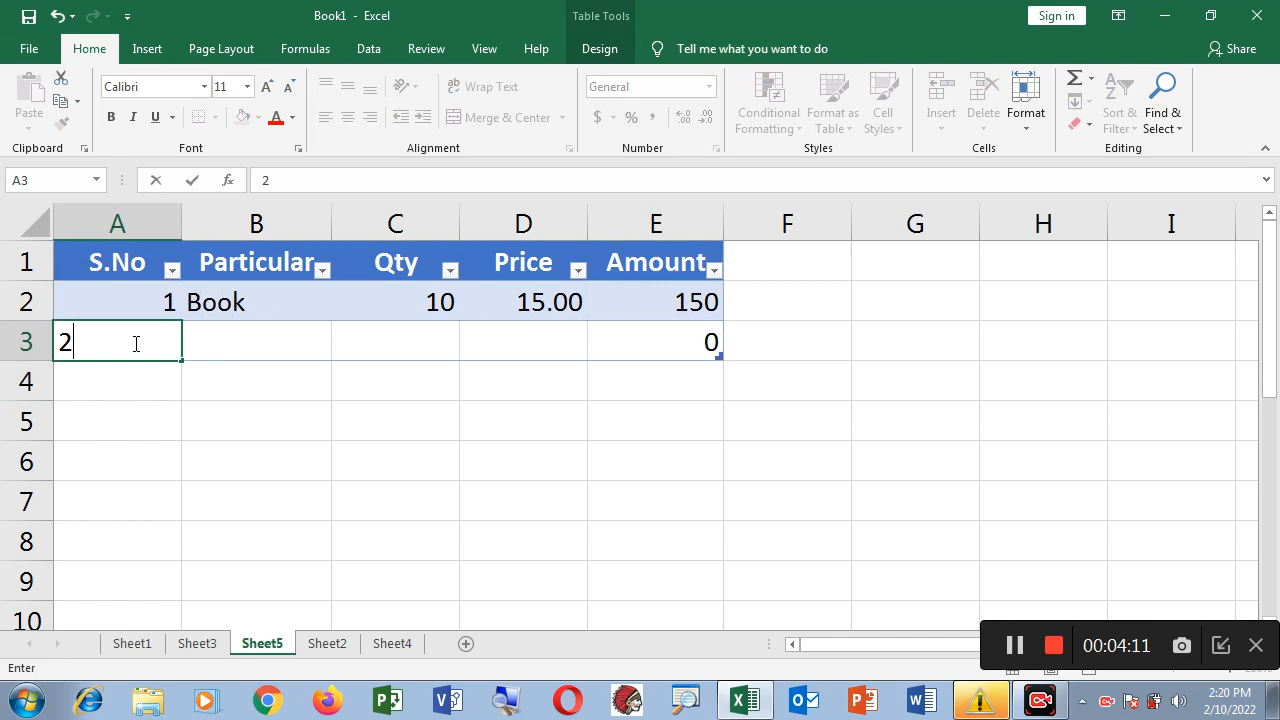 Book1 - Excel
Table Tools
Sign in
File Home Insert Page Layout Formulas Data Review View Help Design Tell me what you want to do Share
Paste
Calibri 11
B I U
Wrap Text
Merge & Center
General
$ % ,
Conditional Formatting
Format as Table
Cell Styles
Insert
Delete
Format
Sort & Filter
Find & Select
Clipboard Font Alignment Number Styles Cells Editing
A3 fx 2
A B C D E F G H I
1 S.No Particular Qty Price Amount
2 1 Book 10 15.00 150
3 2 0
4
5
6
7
8
9
10
Sheet1 Sheet3 Sheet5 Sheet2 Sheet4
00:04:11
Enter
2:20 PM
2/10/2022